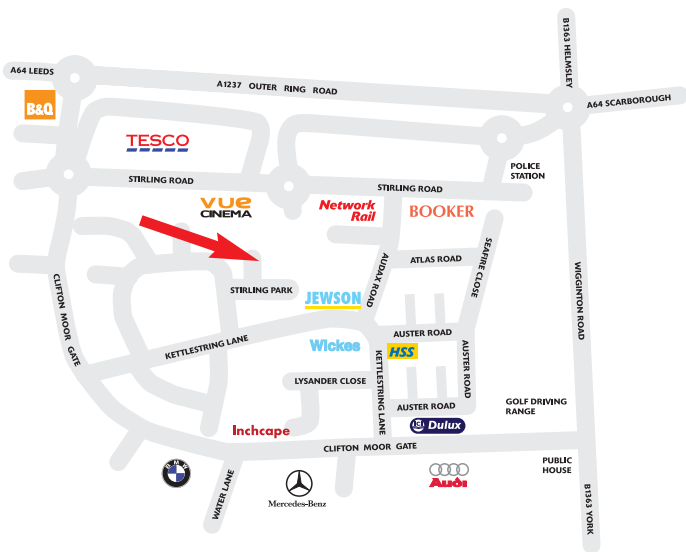 B1363 HELMSLEY
A64 LEEDS
A1237 OUTER RING ROAD
A64 SCARBOROUGH
B&Q
TESCO
POLICE
STATION
STIRLING ROAD
STIRLING ROAD
VUE
CINEMA
Network
Rail
BOOKER
ATLAS ROAD
SEAFIRE CLOSE
AUDAX ROAD
WIGGINTON ROAD
CLIFTON MOOR GATE
STIRLING PARK
JEWSON
KETTLESTRING LANE
Wickes
AUSTER ROAD
HSS
KETTLESTRING LANE
AUSTER ROAD
LYSANDER CLOSE
AUSTER ROAD
GOLF DRIVING
RANGE
Inchcape
ICI Dulux
CLIFTON MOOR GATE
BMW
WATER LANE
Mercedes-Benz
Audi
PUBLIC
HOUSE
B1363 YORK